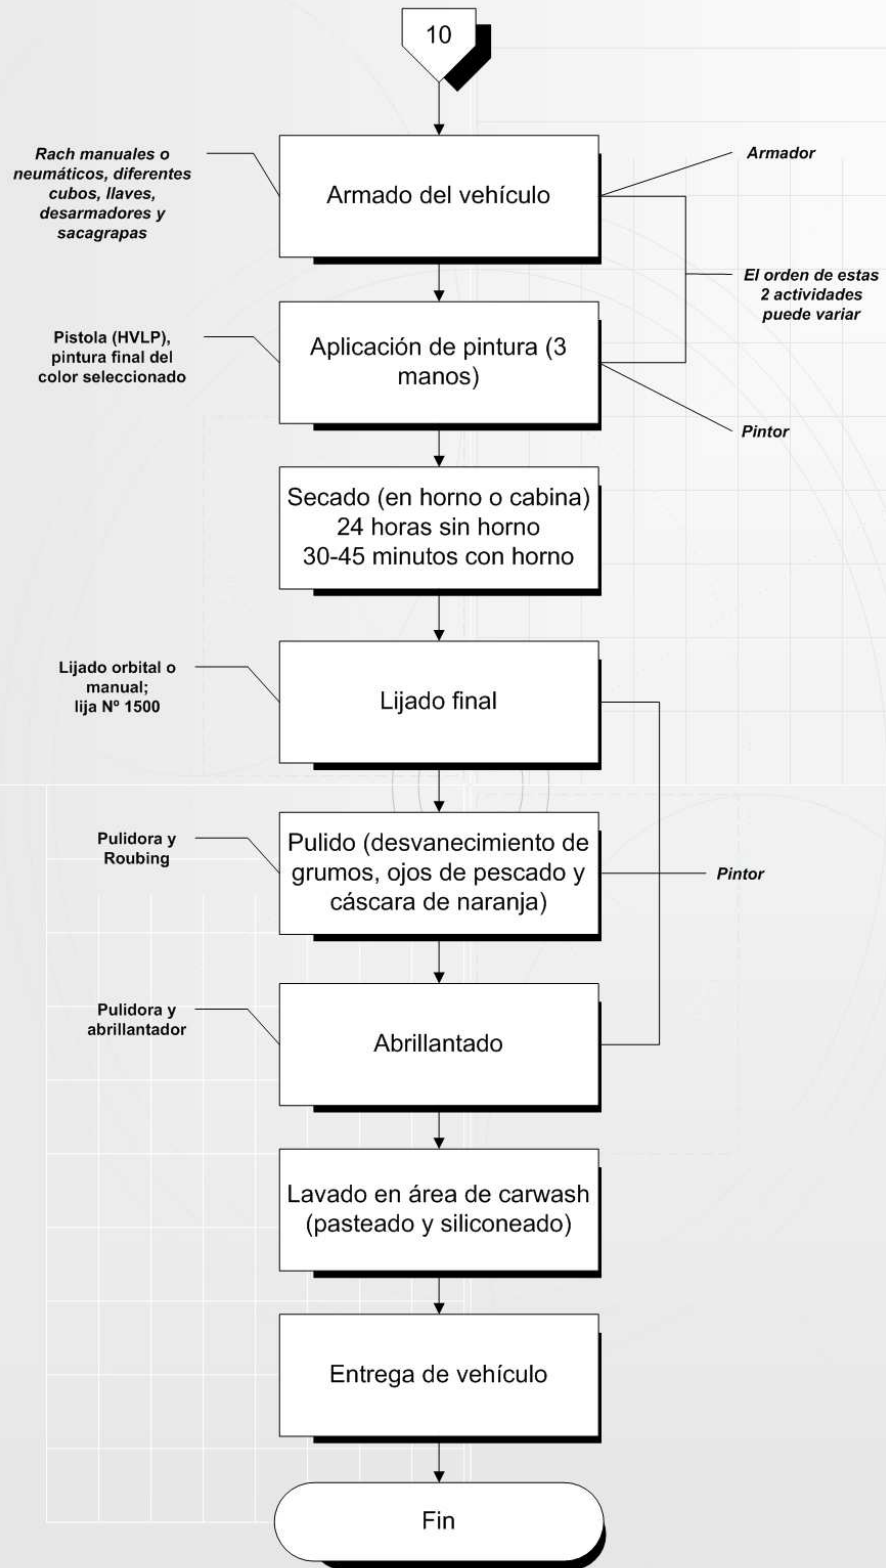 10
Rach manuales o
neumáticos, diferentes
cubos, llaves,
desarmadores y
sacagrapas
Armado del vehículo
Armador
El orden de estas
2 actividades
puede variar
Pistola (HVLP),
pintura final del
color seleccionado
Aplicación de pintura (3
manos)
Pintor
Secado (en horno o cabina)
24 horas sin horno
30-45 minutos con horno
Lijado orbital o
manual;
lija Nº 1500
Lijado final
Pulidora y
Roubing
Pulido (desvanecimiento de
grumos, ojos de pescado y
cáscara de naranja)
Pintor
Pulidora y
abrillantador
Abrillantado
Lavado en área de carwash
(pasteado y siliconeado)
Entrega de vehículo
Fin